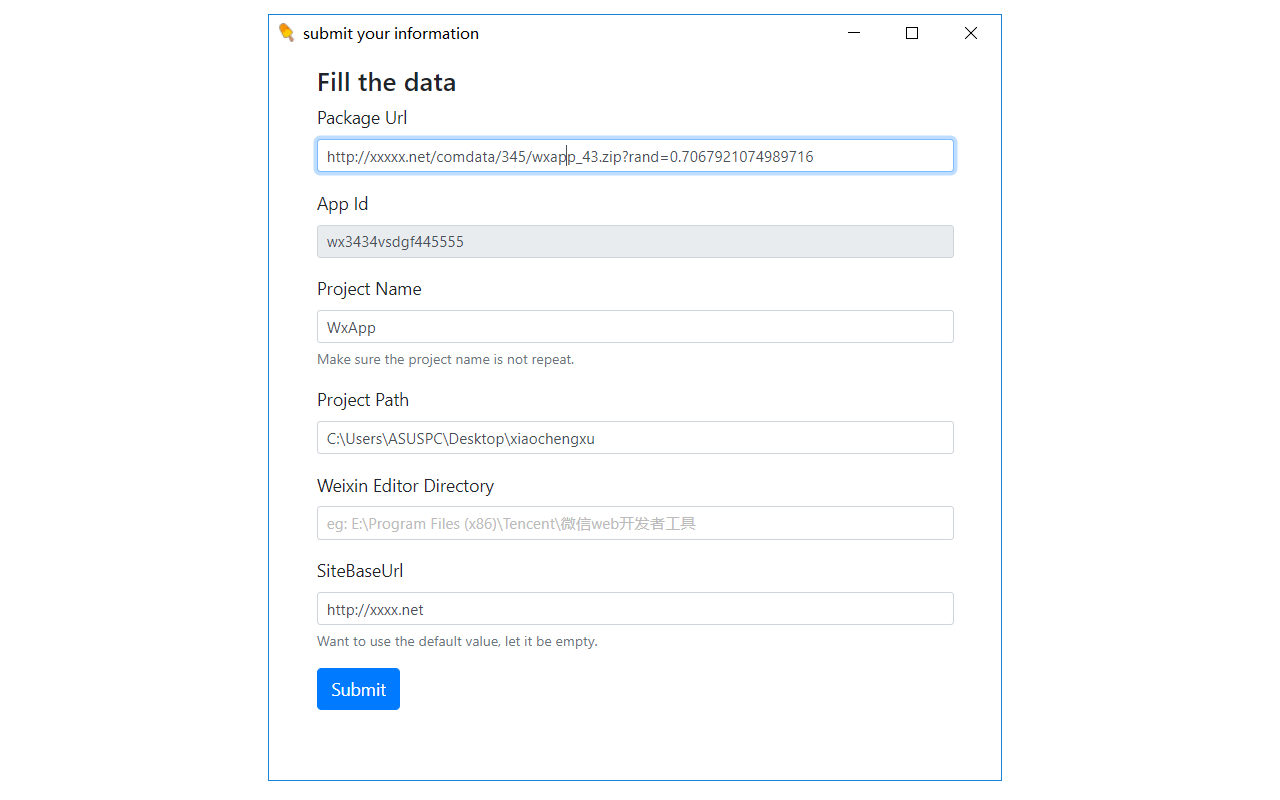 submit your information
Fill the data
Package Url
http://xxxxx.net/comdata/345/wxapp_43.zip?rand=0.7067921074989716
App Id
wx3434vsdgf445555
Project Name
WxApp
Make sure the project name is not repeat.
Project Path
C:\Users\ASUSPC\Desktop\xiaochengxu
Weixin Editor Directory
eg: E:\Program Files (x86)\Tencent\微信web开发者工具
SiteBaseUrl
http://xxxx.net
Want to use the default value, let it be empty.
Submit